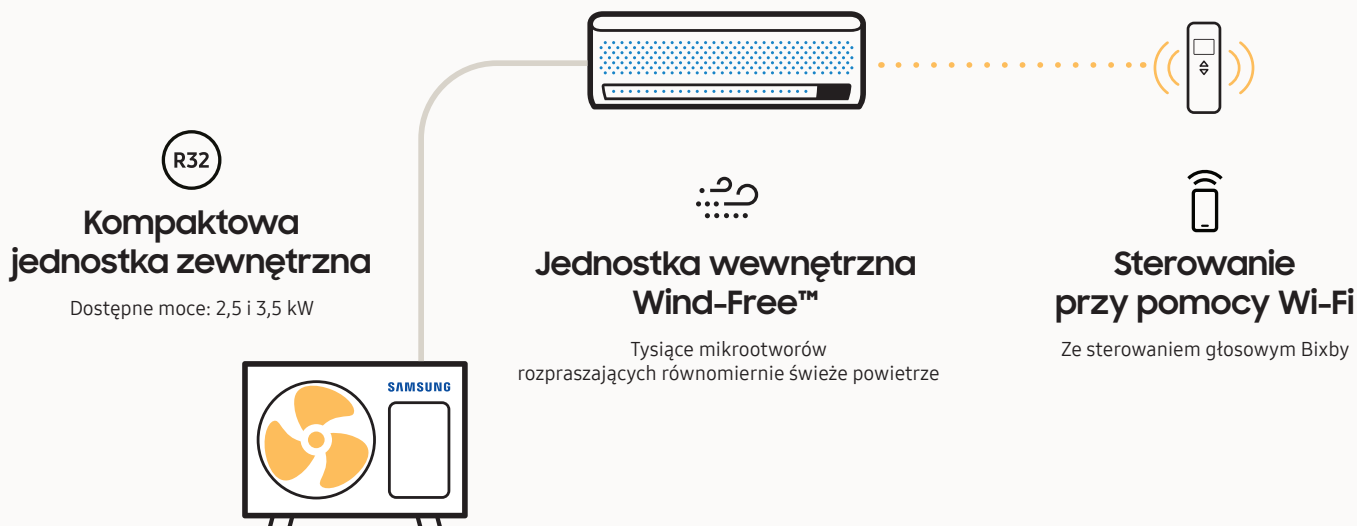 R32
Kompaktowa
jednostka zewnętrzna
Dostępne moce: 2,5 i 3,5 kW
SAMSUNG
Jednostka wewnętrzna
Wind-Free™
Tysiące mikrootworów
rozpraszających równomiernie świeże powietrze
Sterowanie
przy pomocy Wi-Fi
Ze sterowaniem głosowym Bixby